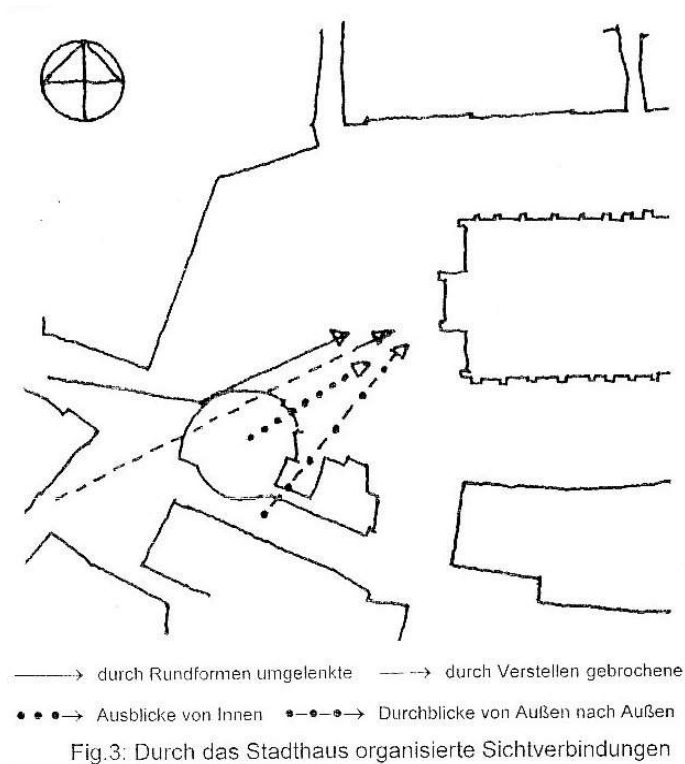 durch Rundformen umgelenkte durch Verstellen gebrochene
Ausblicke von Innen Durchblicke von Außen nach Außen
Fig.3: Durch das Stadthaus organisierte Sichtverbindungen